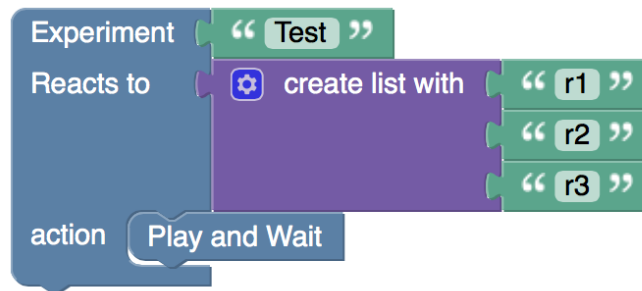 Experiment “ Test ”
Reacts to create list with “ r1 ”
“ r2 ”
“ r3 ”
action Play and Wait